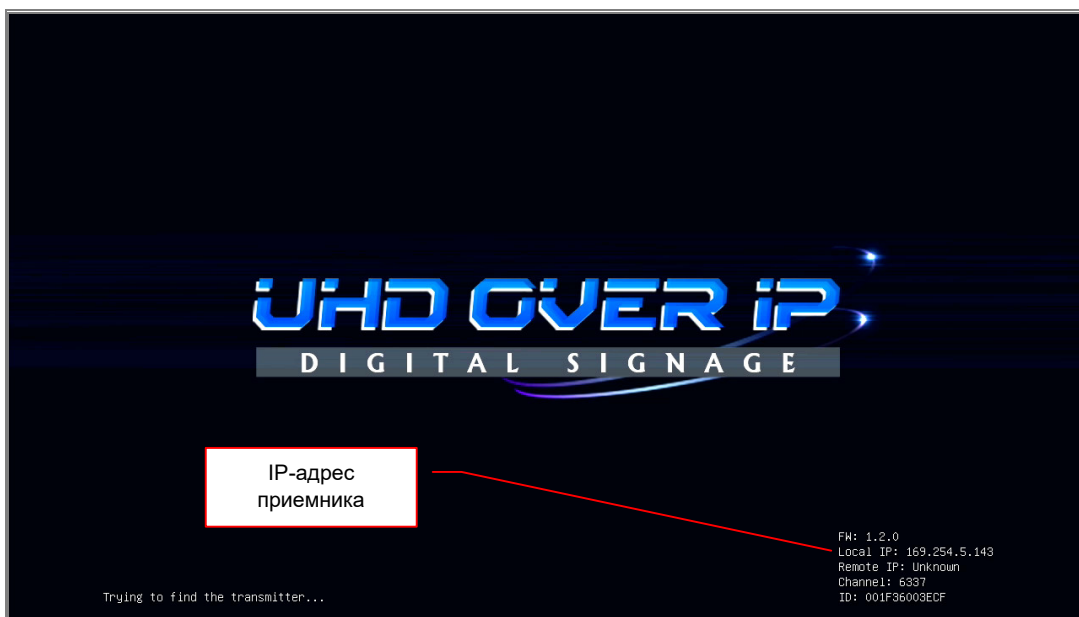 UHD OVER iP
DIGITAL SIGNAGE
IP-адрес
приемника
FW: 1.2.0
Local IP: 169.254.5.143
Remote IP: Unknown
Channel: 6337
ID: 001F36003ECF
Trying to find the transmitter...